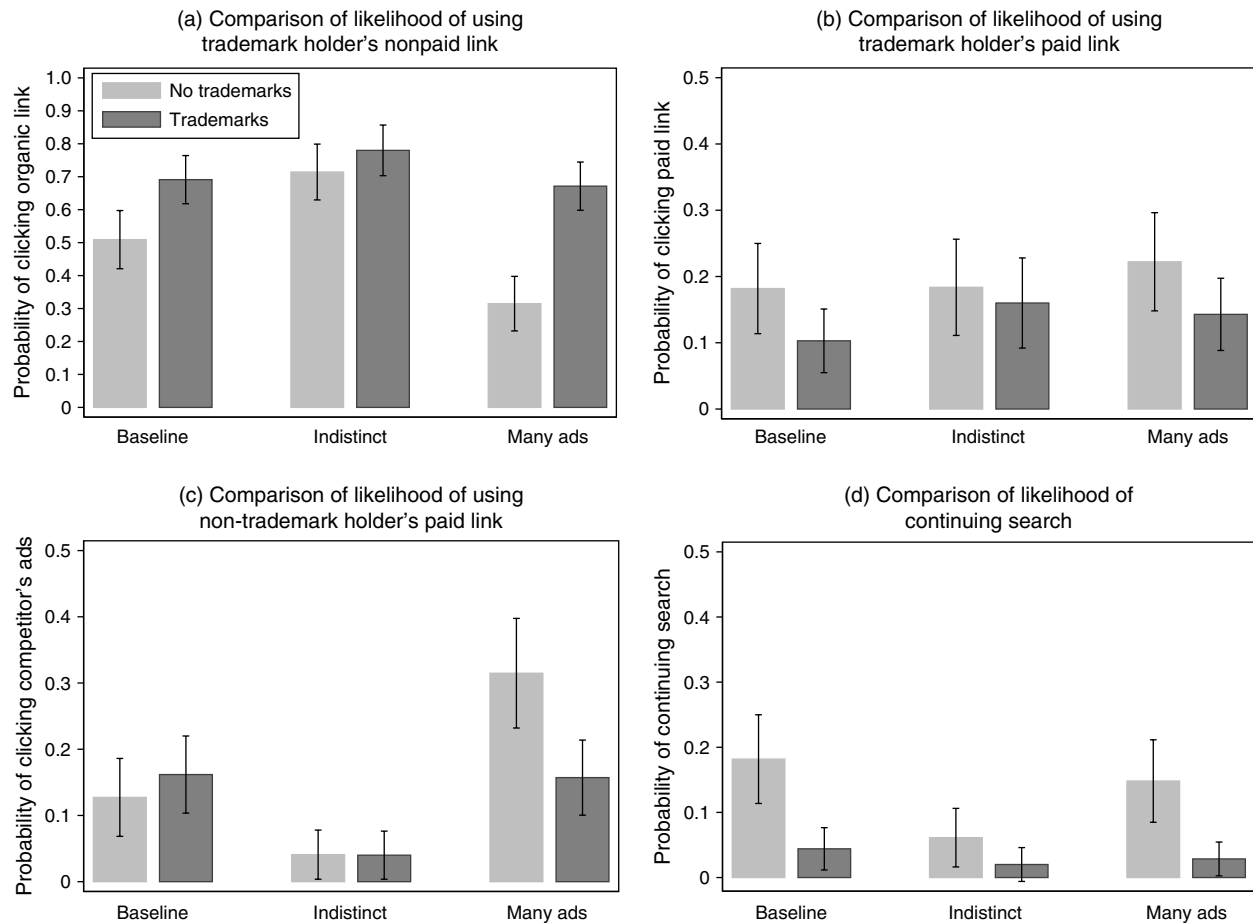 (a) Comparison of likelihood of using
trademark holder's nonpaid link
Probability of clicking organic link
1.0
0.9
0.8
0.7
0.6
0.5
0.4
0.3
0.2
0.1
0
No trademarks
Trademarks
Baseline
Indistinct
Many ads
(b) Comparison of likelihood of using
trademark holder's paid link
Probability of clicking paid link
0.5
0.4
0.3
0.2
0.1
0
Baseline
Indistinct
Many ads
(c) Comparison of likelihood of using
non-trademark holder's paid link
Probability of clicking competitor's ads
0.5
0.4
0.3
0.2
0.1
0
Baseline
Indistinct
Many ads
(d) Comparison of likelihood of
continuing search
Probability of continuing search
0.5
0.4
0.3
0.2
0.1
0
Baseline
Indistinct
Many ads